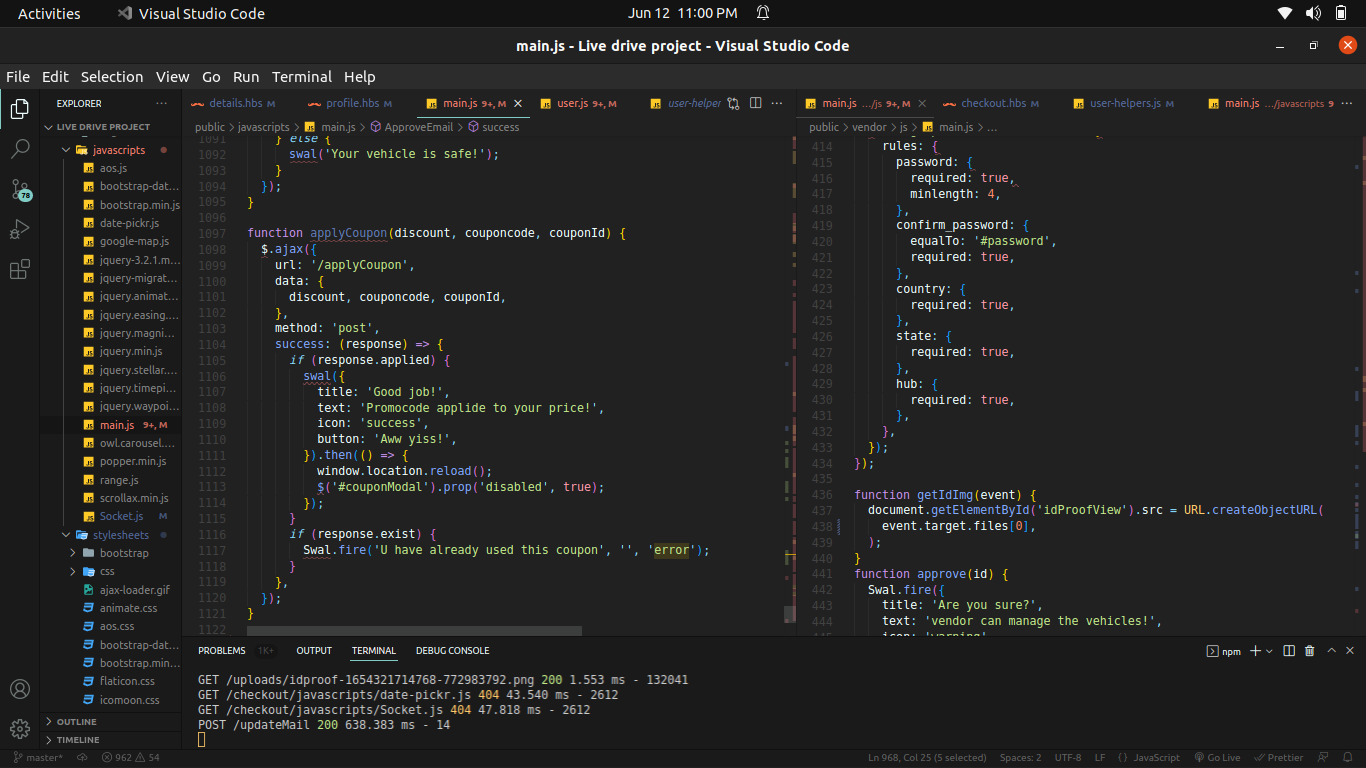 Activities Visual Studio Code Jun 12 11:00 PM
main.js - Live drive project - Visual Studio Code
File Edit Selection View Go Run Terminal Help
EXPLORER ···
LIVE DRIVE PROJECT
javascripts
aos.js
bootstrap-dat...
bootstrap.min.js
date-pickr.js
google-map.js
jquery-3.2.1.m...
jquery-migrat...
jquery.animat...
jquery.easing....
jquery.magni...
jquery.min.js
jquery.stellar....
jquery.timepi...
jquery.waypoi...
main.js 9+, M
owl.carousel....
popper.min.js
range.js
scrollax.min.js
Socket.js M
stylesheets
bootstrap
css
ajax-loader.gif
animate.css
aos.css
bootstrap-dat...
bootstrap.min...
flaticon.css
icomoon.css
OUTLINE
TIMELINE
78
details.hbs M profile.hbs M main.js 9+, M user.js 9+, M user-helper
public > javascripts > main.js > ApproveEmail > success
1091 } else {
1092 swal('Your vehicle is safe!');
1093 }
1094 });
1095 }
1096
1097 function applyCoupon(discount, couponcode, couponId) {
1098 $.ajax({
1099 url: '/applyCoupon',
1100 data: {
1101 discount, couponcode, couponId,
1102 },
1103 method: 'post',
1104 success: (response) => {
1105 if (response.applied) {
1106 swal({
1107 title: 'Good job!',
1108 text: 'Promocode applide to your price!',
1109 icon: 'success',
1110 button: 'Aww yiss!',
1111 }).then(() => {
1112 window.location.reload();
1113 $('#couponModal').prop('disabled', true);
1114 });
1115 }
1116 if (response.exist) {
1117 Swal.fire('U have already used this coupon', '', 'error');
1118 }
1119 },
1120 });
1121 }
1122
main.js .../js 9+, M checkout.hbs M user-helpers.js M main.js .../javascripts 9 ···
public > vendor > js > main.js > ...
414 rules: {
415 password: {
416 required: true,
417 minlength: 4,
418 },
419 confirm_password: {
420 equalTo: '#password',
421 required: true,
422 },
423 country: {
424 required: true,
425 },
426 state: {
427 required: true,
428 },
429 hub: {
430 required: true,
431 },
432 },
433 });
434 });
435
436 function getIdImg(event) {
437 document.getElementById('idProofView').src = URL.createObjectURL(
438 event.target.files[0],
439 );
440 }
441 function approve(id) {
442 Swal.fire({
443 title: 'Are you sure?',
444 text: 'vendor can manage the vehicles!',
445 icon: 'warning'
PROBLEMS 1K+ OUTPUT TERMINAL DEBUG CONSOLE npm
GET /uploads/idproof-1654321714768-772983792.png 200 1.553 ms - 132041
GET /checkout/javascripts/date-pickr.js 404 43.540 ms - 2612
GET /checkout/javascripts/Socket.js 404 47.818 ms - 2612
POST /updateMail 200 638.383 ms - 14
master* 962 54 Ln 968, Col 25 (5 selected) Spaces: 2 UTF-8 LF { } JavaScript Go Live Prettier